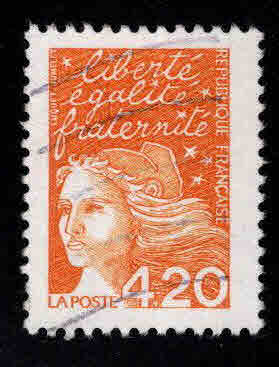 liberté
égalité
fraternité
RÉPUBLIQUE FRANÇAISE
LA POSTE
4,20